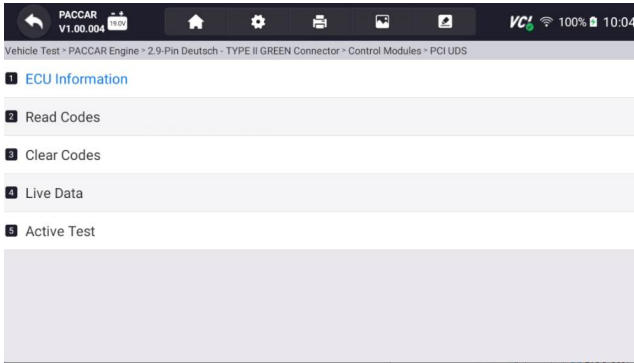 PACCAR
V1.00.004
19.0V
VCI
100%
10:04
Vehicle Test > PACCAR Engine > 2.9-Pin Deutsch - TYPE II GREEN Connector > Control Modules > PCI UDS
1 ECU Information
2 Read Codes
3 Clear Codes
4 Live Data
5 Active Test